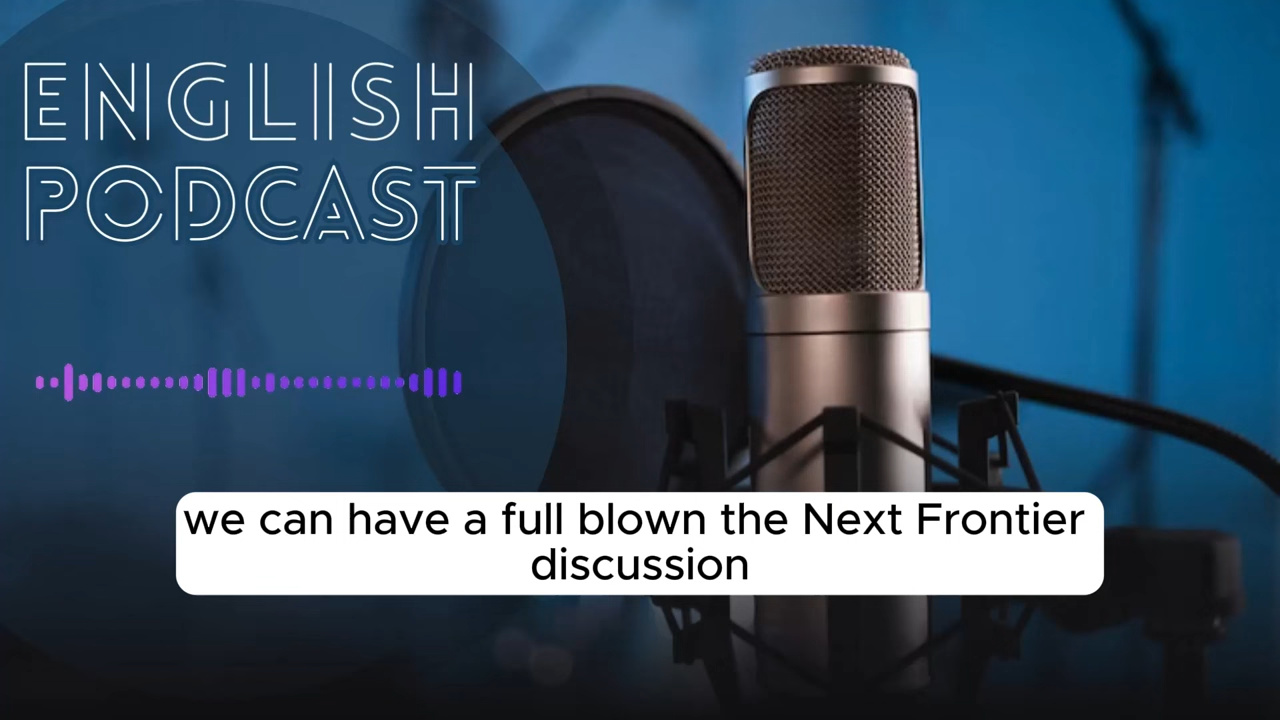 ENGLISH
PODCAST
we can have a full blown the Next Frontier
discussion